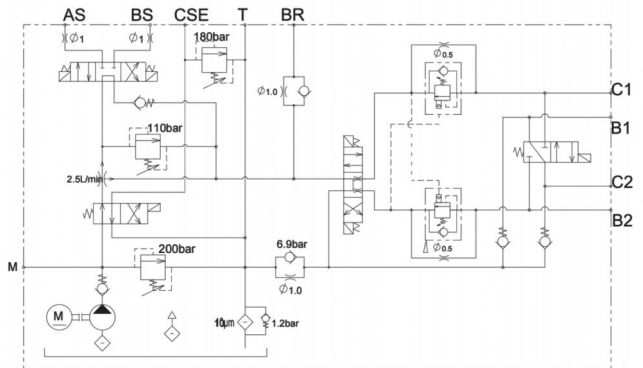 AS BS CSE T BR
Ø1 Ø1 180bar
Ø0.5
Ø1.0
C1
B1
110bar
2.5L/min
C2
B2
200bar 6.9bar
Ø0.5
M
Ø1.0
M
10µm 1.2bar